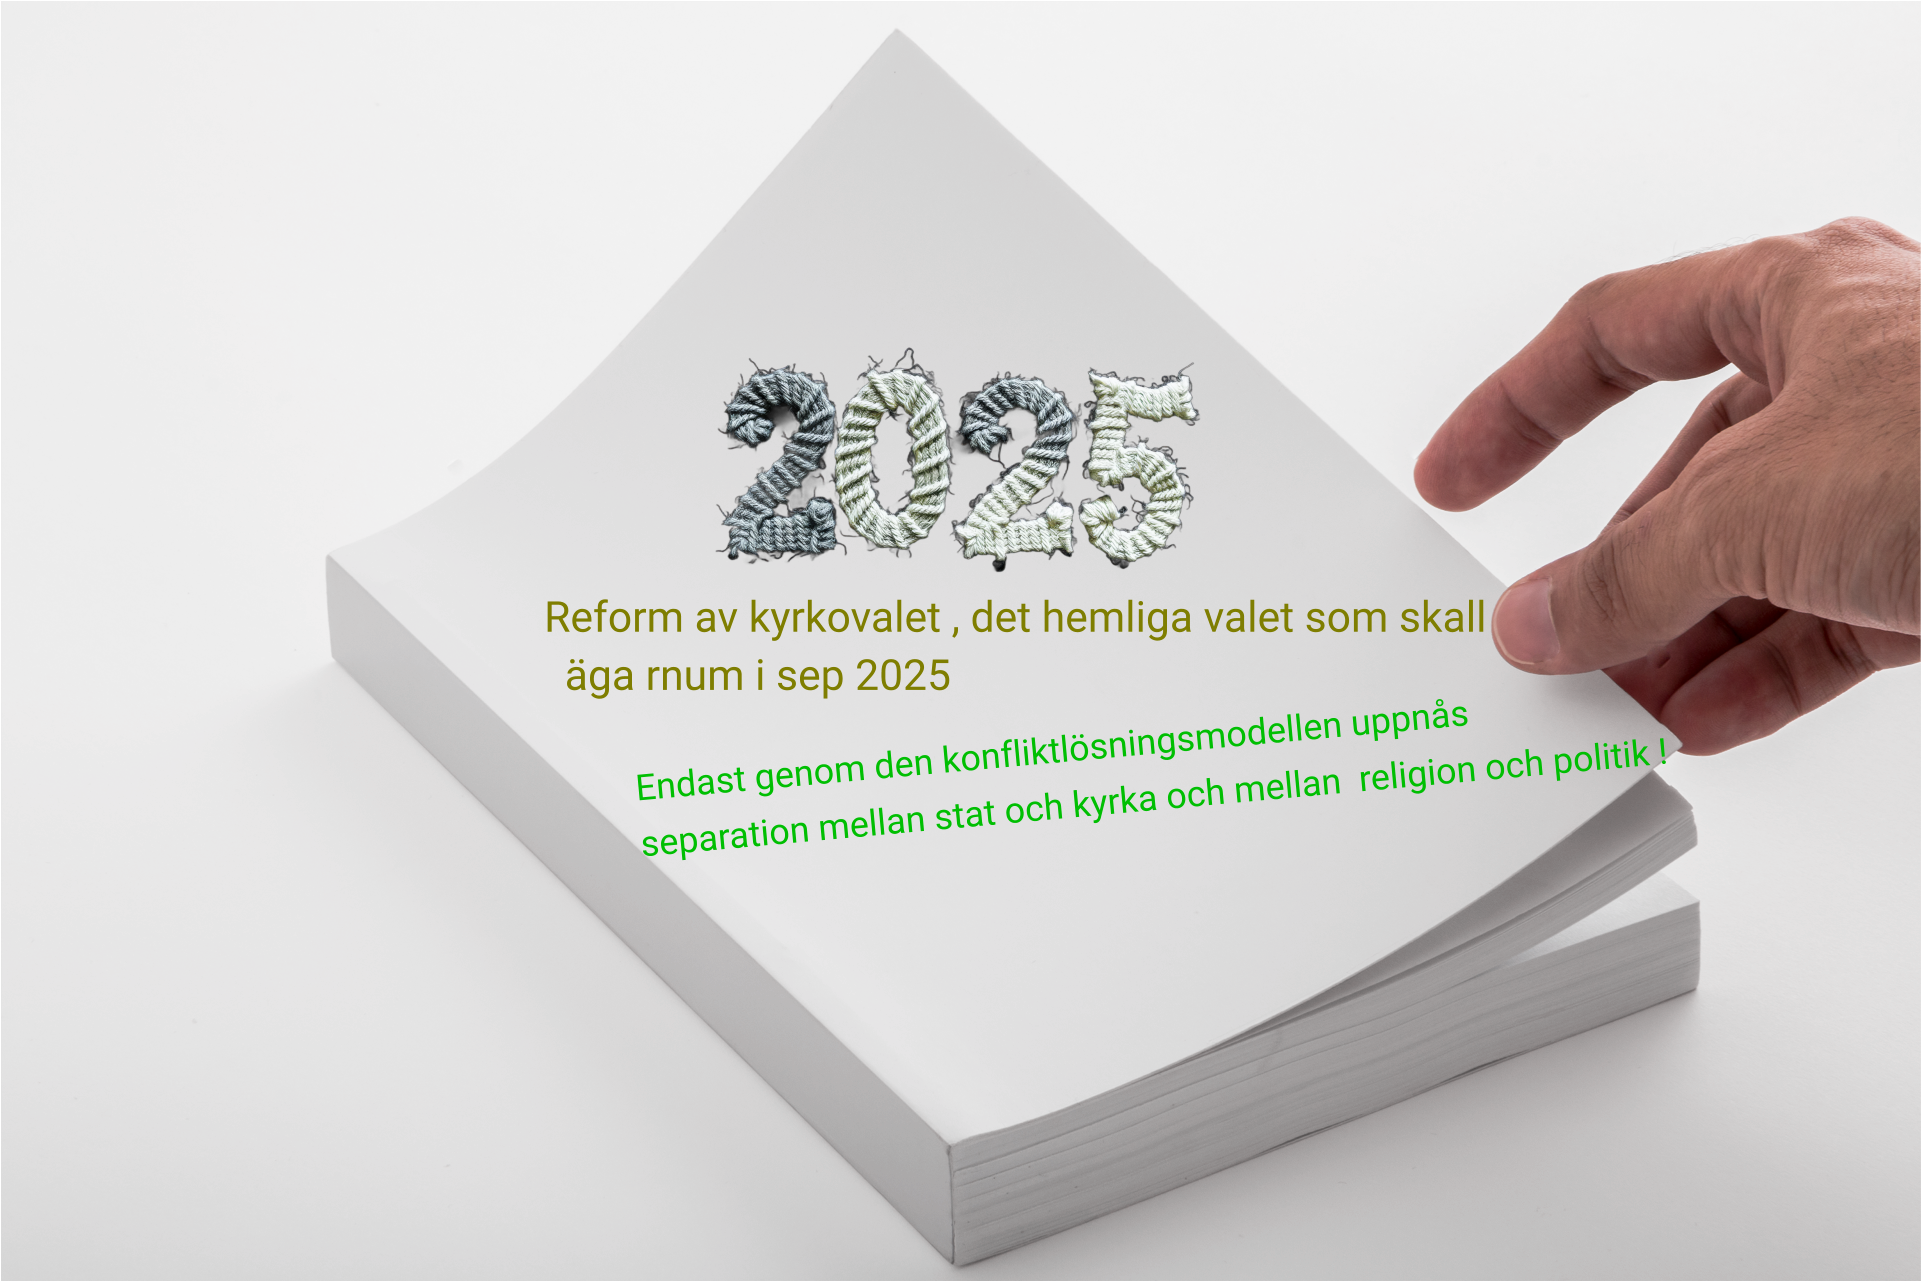 2025
Reform av kyrkovalet , det hemliga valet som skall
äga rnum i sep 2025
Endast genom den konfliktlösningsmodellen uppnås
separation mellan stat och kyrka och mellan religion och politik !